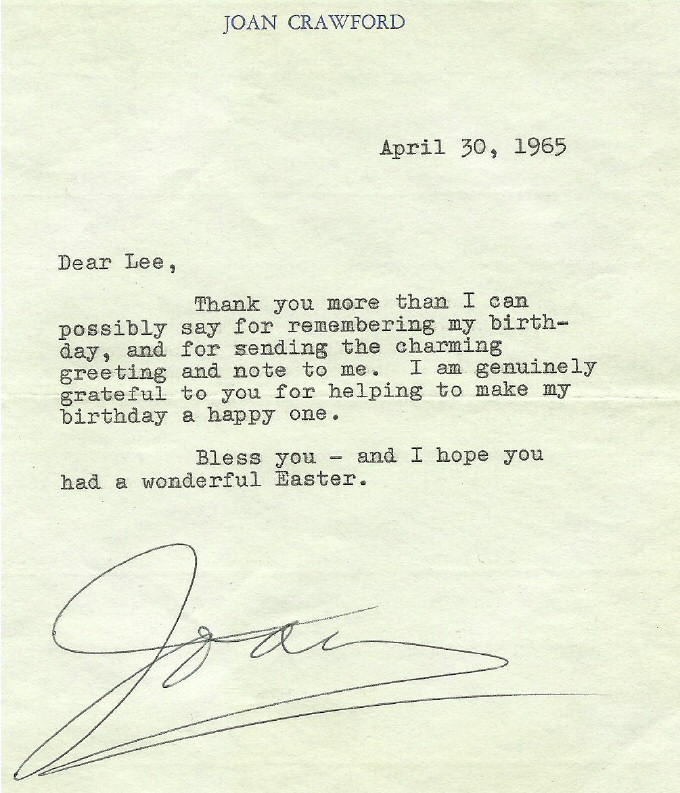 JOAN CRAWFORD
April 30, 1965
Dear Lee,
Thank you more than I can
possibly say for remembering my birth-
day, and for sending the charming
greeting and note to me. I am genuinely
grateful to you for helping to make my
birthday a happy one.
Bless you - and I hope you
had a wonderful Easter.
Joan